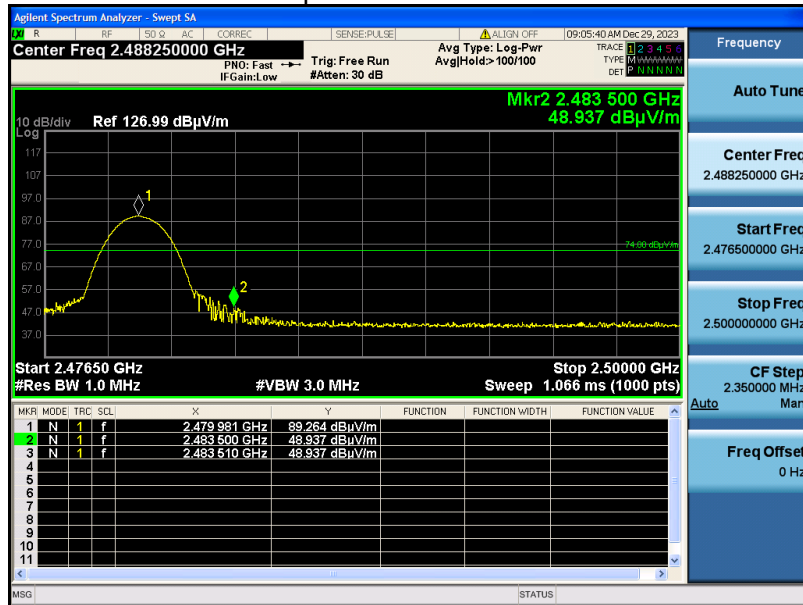 Agilent Spectrum Analyzer - Swept SA
LXI R RF 50 Ω AC CORREC SENSE:PULSE ALIGN OFF 09:05:40 AM Dec 29, 2023
Center Freq 2.488250000 GHz
PNO: Fast
IFGain:Low
Trig: Free Run
#Atten: 30 dB
Avg Type: Log-Pwr
Avg|Hold:>100/100
TRACE 1 2 3 4 5 6
TYPE M
DET P N N N N N
Mkr2 2.483 500 GHz
48.937 dBµV/m
10 dB/div
Log
Ref 126.99 dBµV/m
117
107
97.0
87.0
77.0
67.0
57.0
47.0
37.0
1
2
74.00 dBµV/m
Start 2.47650 GHz
Stop 2.50000 GHz
#Res BW 1.0 MHz
#VBW 3.0 MHz
Sweep 1.066 ms (1000 pts)
MKR MODE TRC SCL X Y FUNCTION FUNCTION WIDTH FUNCTION VALUE
1 N 1 f 2.479 981 GHz 89.264 dBµV/m
2 N 1 f 2.483 500 GHz 48.937 dBµV/m
3 N 1 f 2.483 510 GHz 48.937 dBµV/m
4
5
6
7
8
9
10
11
MSG
STATUS
Frequency
Auto Tune
Center Freq
2.488250000 GHz
Start Freq
2.476500000 GHz
Stop Freq
2.500000000 GHz
CF Step
2.350000 MHz
Auto Man
Freq Offset
0 Hz